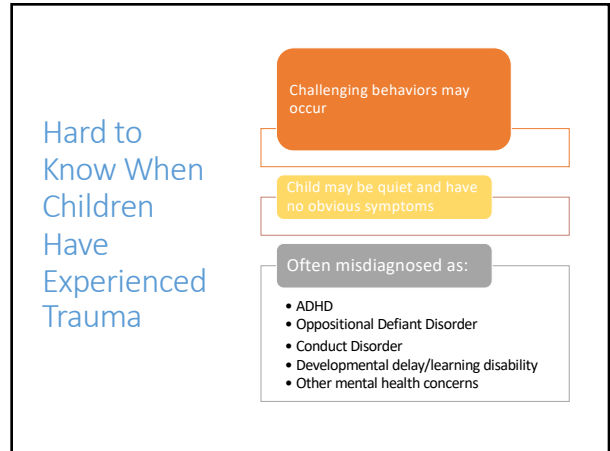 Hard to
Know When
Children
Have
Experienced
Trauma
Challenging behaviors may
occur
Child may be quiet and have
no obvious symptoms
Often misdiagnosed as:
• ADHD
• Oppositional Defiant Disorder
• Conduct Disorder
• Developmental delay/learning disability
• Other mental health concerns